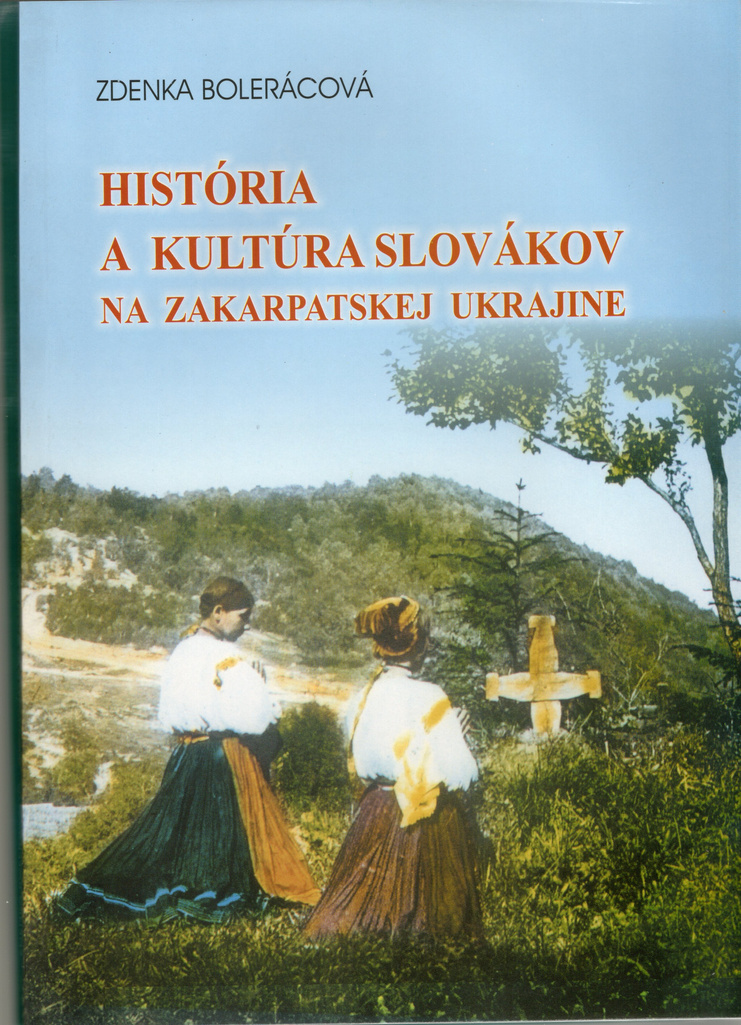 ZDENKA BOLERÁCOVÁ
HISTÓRIA
A KULTÚRA SLOVÁKOV
NA ZAKARPATSKEJ UKRAJINE